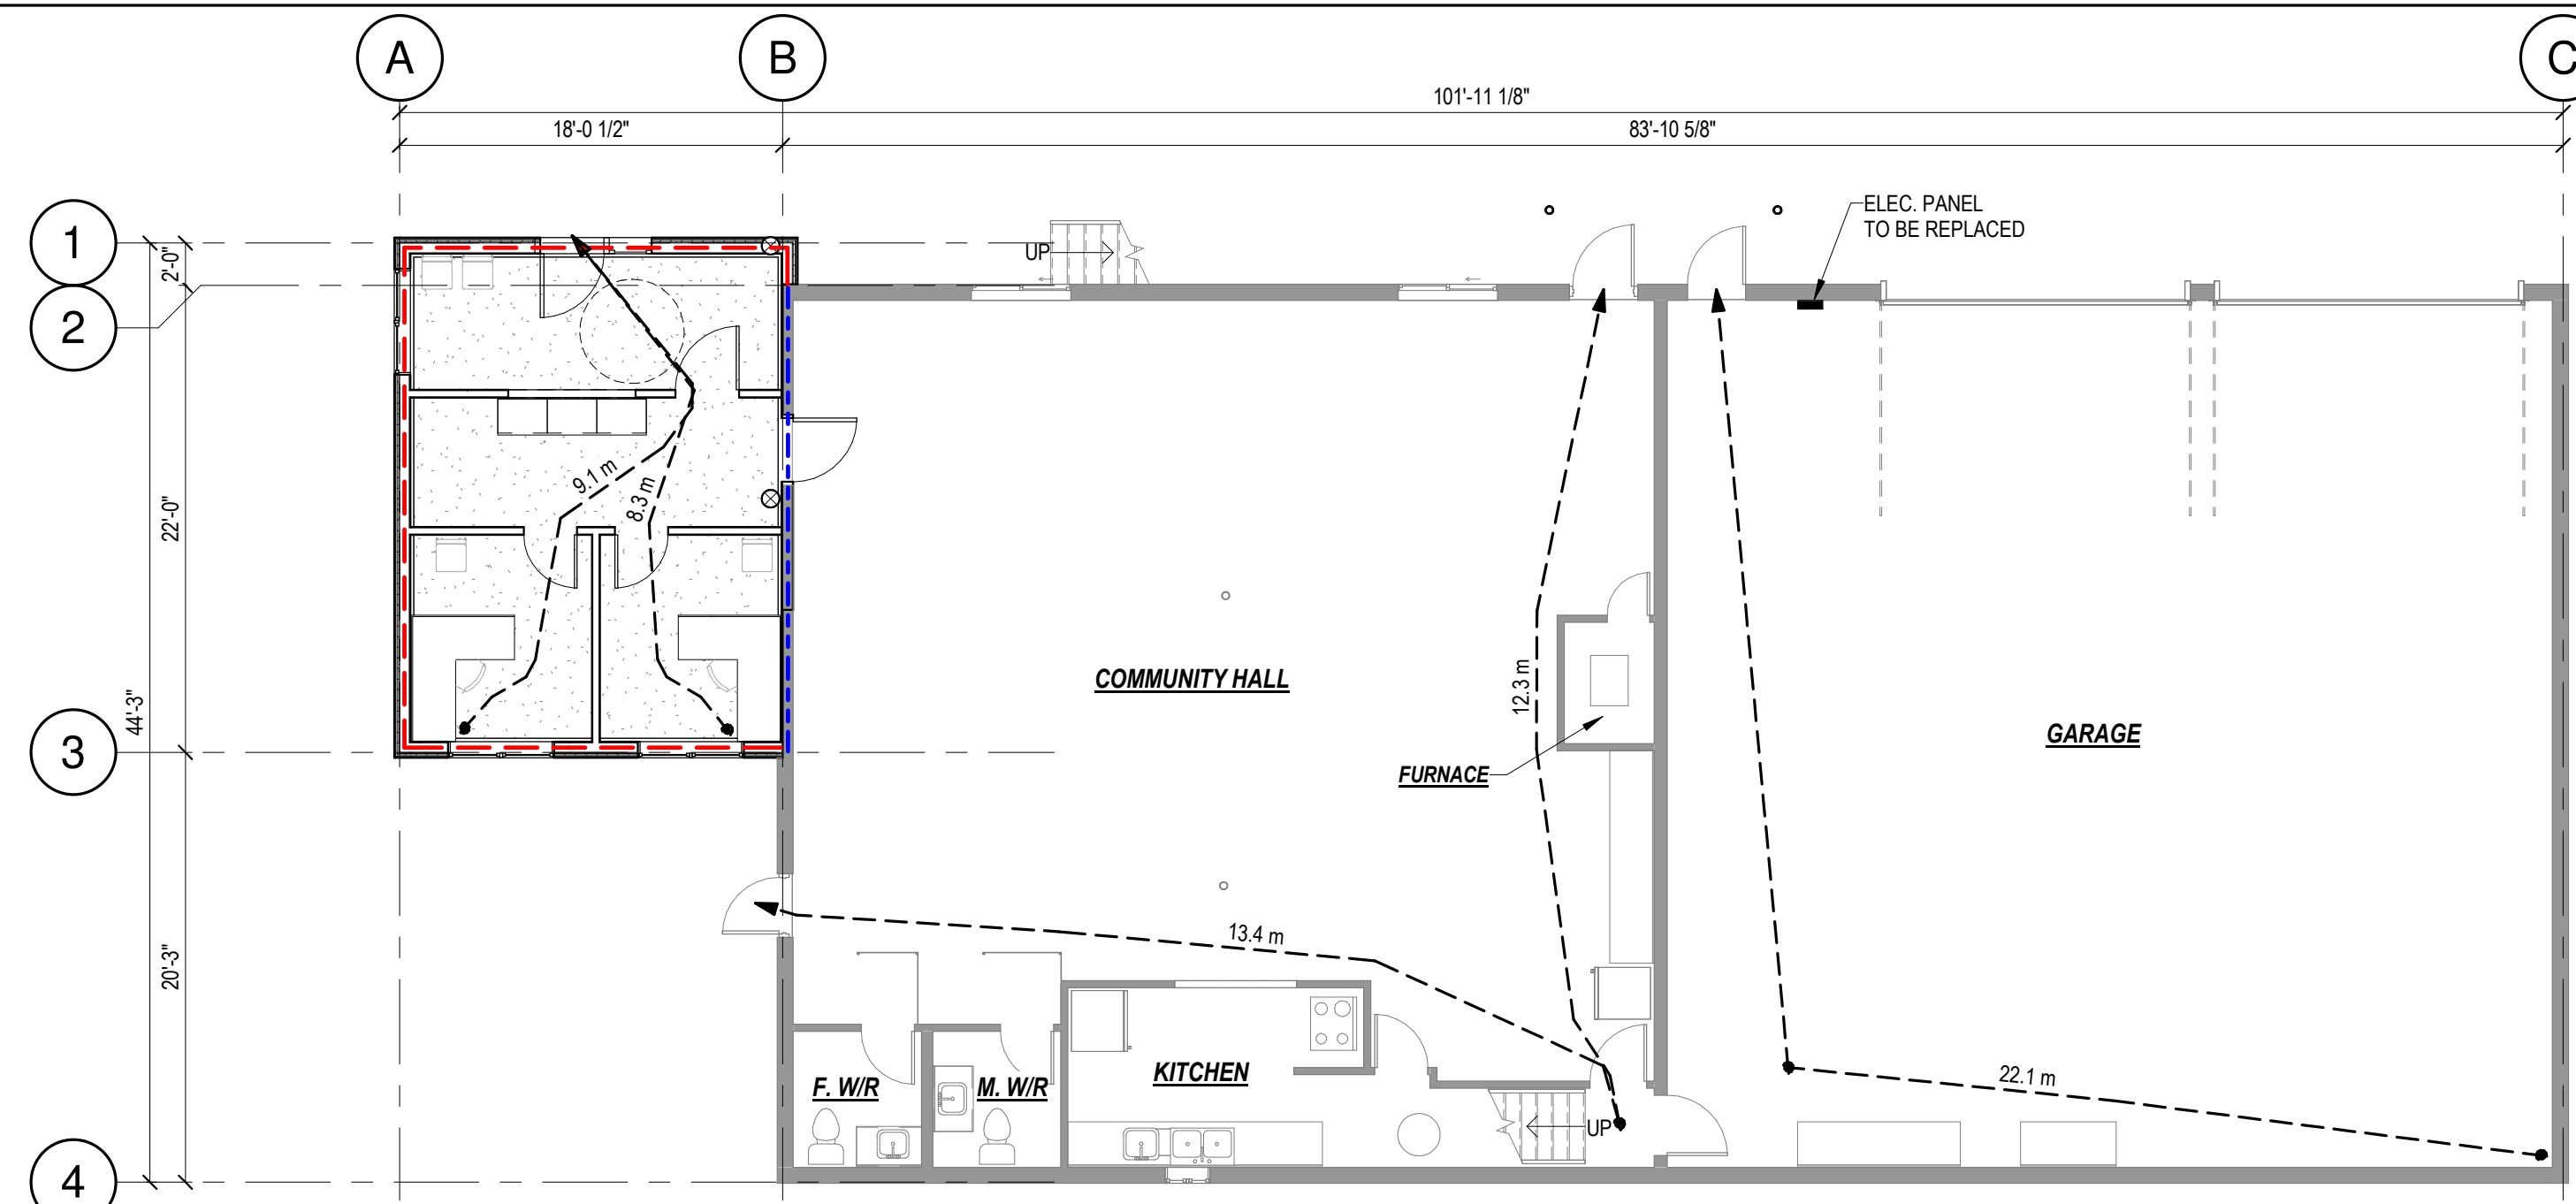 A
B
C
101'-11 1/8"
18'-0 1/2"
83'-10 5/8"
1
2
3
4
2'-0"
22'-0"
44'-3"
20'-3"
UP
ELEC. PANEL
TO BE REPLACED
9.1 m
8.3 m
COMMUNITY HALL
12.3 m
FURNACE
GARAGE
13.4 m
F. W/R
M. W/R
KITCHEN
UP
22.1 m